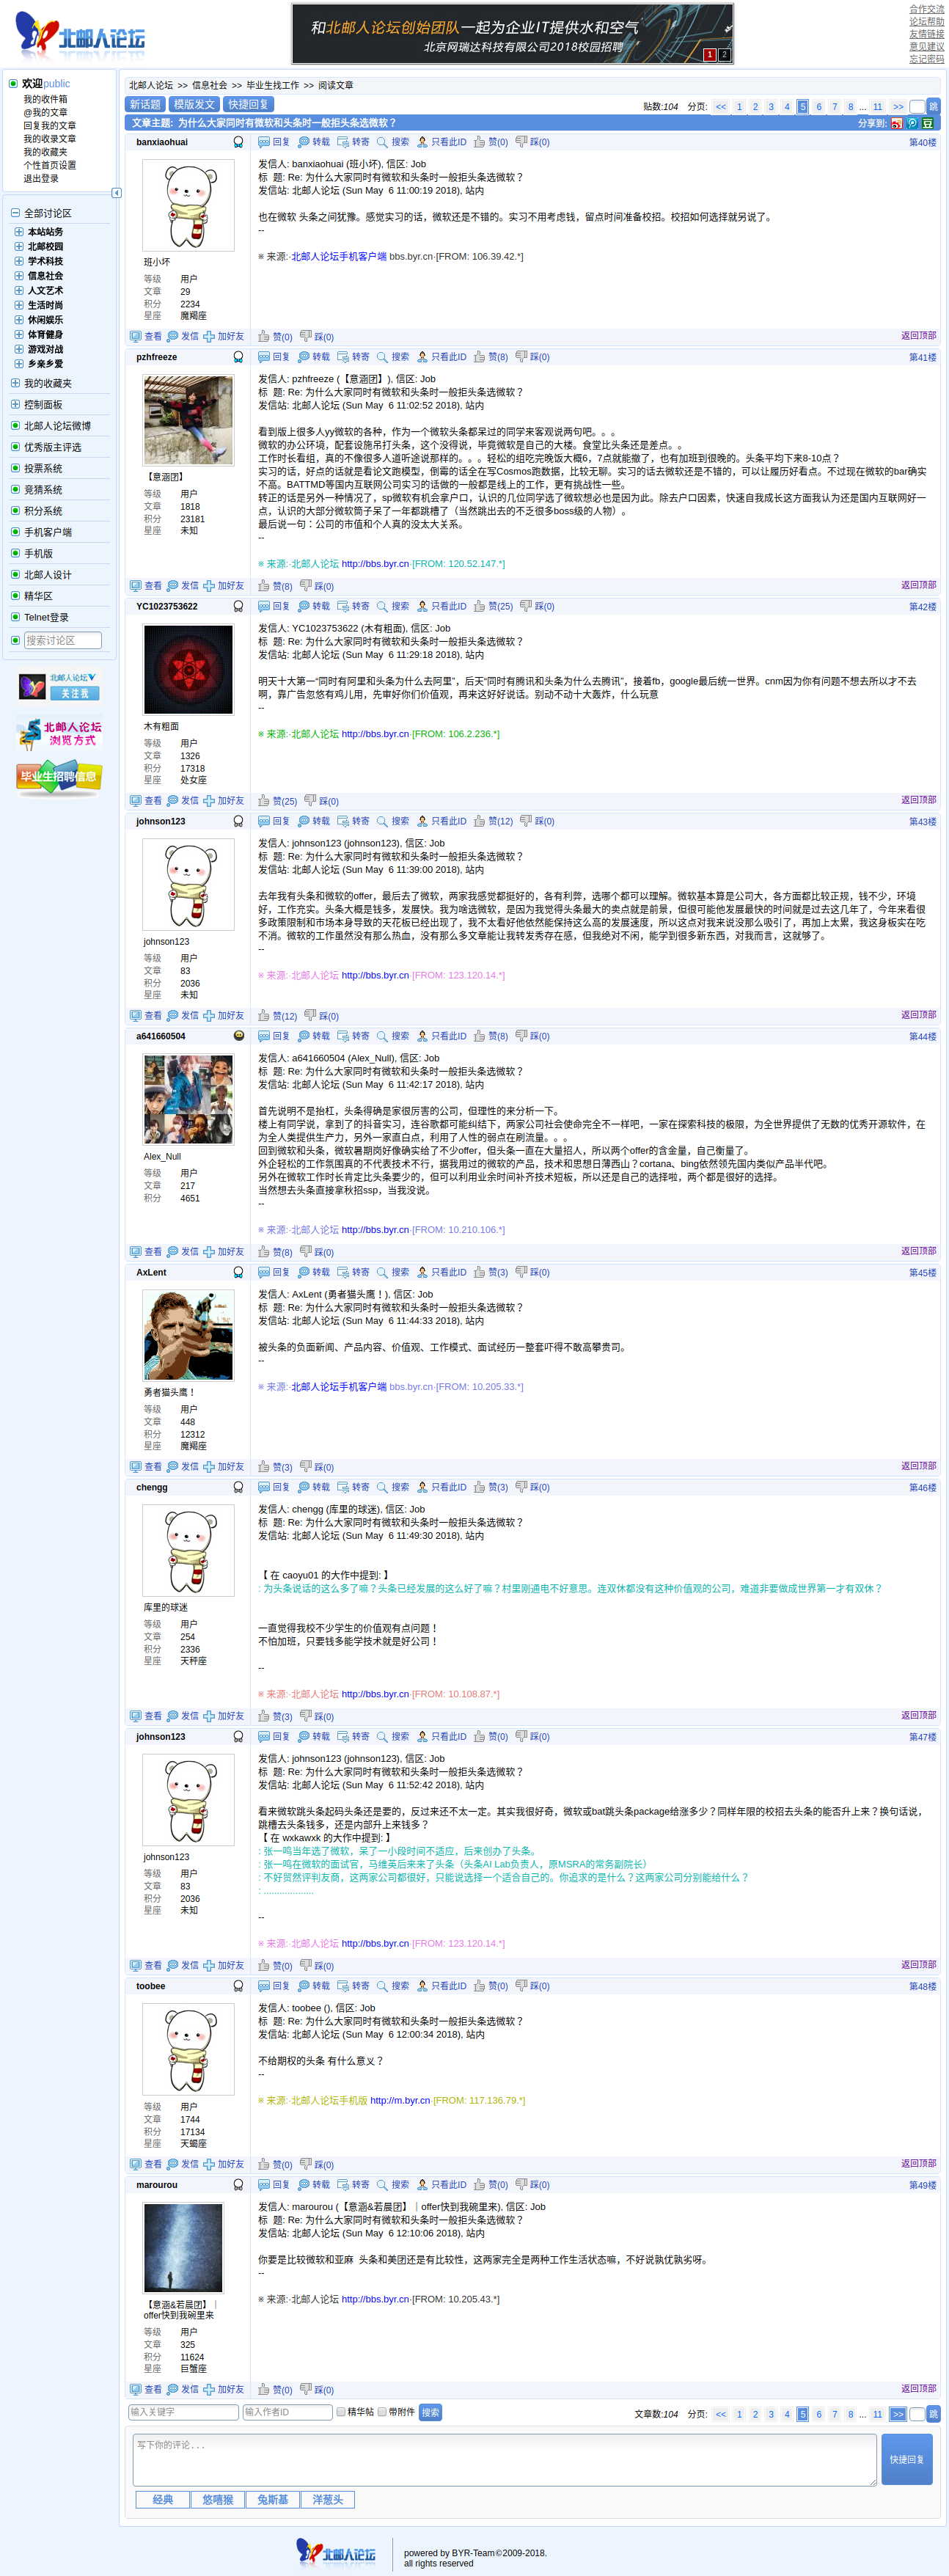 北邮人论坛
和北邮人论坛创始团队一起为企业IT提供水和空气
北京网瑞达科技有限公司2018校园招聘
1 2
合作交流
论坛帮助
友情链接
意见建议
忘记密码
欢迎public
我的收件箱
@我的文章
回复我的文章
我的收录文章
我的收藏夹
个性首页设置
退出登录
全部讨论区
本站站务
北邮校园
学术科技
信息社会
人文艺术
生活时尚
休闲娱乐
体育健身
游戏对战
乡亲乡爱
我的收藏夹
控制面板
北邮人论坛微博
优秀版主评选
投票系统
竞猜系统
积分系统
手机客户端
手机版
北邮人设计
精华区
Telnet登录
搜索讨论区
北邮人论坛
关注我
北邮人论坛
浏览方式
毕业生招聘信息
北邮人论坛 >> 信息社会 >> 毕业生找工作 >> 阅读文章
新话题 模版发文 快捷回复
贴数:104 分页: << 1 2 3 4 5 6 7 8 ... 11 >> 跳
文章主题: 为什么大家同时有微软和头条时一般拒头条选微软？ 分享到:
banxiaohuai 回复 转载 转寄 搜索 只看此ID 赞(0) 踩(0) 第40楼
班小坏
等级 用户
文章 29
积分 2234
星座 魔羯座
发信人: banxiaohuai (班小坏), 信区: Job
标 题: Re: 为什么大家同时有微软和头条时一般拒头条选微软？
发信站: 北邮人论坛 (Sun May 6 11:00:19 2018), 站内
也在微软 头条之间犹豫。感觉实习的话，微软还是不错的。实习不用考虑钱，留点时间准备校招。校招如何选择就另说了。
--
※ 来源:·北邮人论坛手机客户端 bbs.byr.cn·[FROM: 106.39.42.*]
查看 发信 加好友 赞(0) 踩(0) 返回顶部
pzhfreeze 回复 转载 转寄 搜索 只看此ID 赞(8) 踩(0) 第41楼
【意涵团】
等级 用户
文章 1818
积分 23181
星座 未知
发信人: pzhfreeze (【意涵团】), 信区: Job
标 题: Re: 为什么大家同时有微软和头条时一般拒头条选微软？
发信站: 北邮人论坛 (Sun May 6 11:02:52 2018), 站内
看到版上很多人yy微软的各种，作为一个微软头条都呆过的同学来客观说两句吧。。。
微软的办公环境，配套设施吊打头条，这个没得说，毕竟微软是自己的大楼。食堂比头条还是差点。。
工作时长看组，真的不像很多人道听途说那样的。。。轻松的组吃完晚饭大概6，7点就能撤了，也有加班到很晚的。头条平均下来8-10点？
实习的话，好点的话就是看论文跑模型，倒霉的话全在写Cosmos跑数据，比较无聊。实习的话去微软还是不错的，可以让履历好看点。不过现在微软的bar确实不高。BATTMD等国内互联网公司实习的话做的一般都是线上的工作，更有挑战性一些。
转正的话是另外一种情况了，sp微软有机会拿户口，认识的几位同学选了微软想必也是因为此。除去户口因素，快速自我成长这方面我认为还是国内互联网好一点，认识的大部分微软筒子呆了一年都跳槽了（当然跳出去的不乏很多boss级的人物）。
最后说一句：公司的市值和个人真的没太大关系。
--
※ 来源:·北邮人论坛 http://bbs.byr.cn·[FROM: 120.52.147.*]
查看 发信 加好友 赞(8) 踩(0) 返回顶部
YC1023753622 回复 转载 转寄 搜索 只看此ID 赞(25) 踩(0) 第42楼
木有粗面
等级 用户
文章 1326
积分 17318
星座 处女座
发信人: YC1023753622 (木有粗面), 信区: Job
标 题: Re: 为什么大家同时有微软和头条时一般拒头条选微软？
发信站: 北邮人论坛 (Sun May 6 11:29:18 2018), 站内
明天十大第一“同时有阿里和头条为什么去阿里”，后天“同时有腾讯和头条为什么去腾讯”，接着fb，google最后统一世界。cnm因为你有问题不想去所以才不去啊，靠广告忽悠有鸡儿用，先审好你们价值观，再来这好好说话。别动不动十大轰炸，什么玩意
--
※ 来源:·北邮人论坛 http://bbs.byr.cn·[FROM: 106.2.236.*]
查看 发信 加好友 赞(25) 踩(0) 返回顶部
johnson123 回复 转载 转寄 搜索 只看此ID 赞(12) 踩(0) 第43楼
johnson123
等级 用户
文章 83
积分 2036
星座 未知
发信人: johnson123 (johnson123), 信区: Job
标 题: Re: 为什么大家同时有微软和头条时一般拒头条选微软？
发信站: 北邮人论坛 (Sun May 6 11:39:00 2018), 站内
去年我有头条和微软的offer，最后去了微软，两家我感觉都挺好的，各有利弊，选哪个都可以理解。微软基本算是公司大，各方面都比较正规，钱不少，环境好，工作充实。头条大概是钱多，发展快。我为啥选微软，是因为我觉得头条最大的卖点就是前景，但很可能他发展最快的时间就是过去这几年了，今年来看很多政策限制和市场本身导致的天花板已经出现了，我不太看好他依然能保持这么高的发展速度，所以这点对我来说没那么吸引了，再加上太累，我这身板实在吃不消。微软的工作虽然没有那么热血，没有那么多文章能让我转发秀存在感，但我绝对不闲，能学到很多新东西，对我而言，这就够了。
--
※ 来源:·北邮人论坛 http://bbs.byr.cn·[FROM: 123.120.14.*]
查看 发信 加好友 赞(12) 踩(0) 返回顶部
a641660504 回复 转载 转寄 搜索 只看此ID 赞(8) 踩(0) 第44楼
Alex_Null
等级 用户
文章 217
积分 4651
发信人: a641660504 (Alex_Null), 信区: Job
标 题: Re: 为什么大家同时有微软和头条时一般拒头条选微软？
发信站: 北邮人论坛 (Sun May 6 11:42:17 2018), 站内
首先说明不是抬杠，头条得确是家很厉害的公司，但理性的来分析一下。
楼上有同学说，拿到了的抖音实习，连谷歌都可能纠结下，两家公司社会使命完全不一样吧，一家在探索科技的极限，为全世界提供了无数的优秀开源软件，在为全人类提供生产力，另外一家直白点，利用了人性的弱点在刷流量。。。
回到微软和头条，微软暑期岗好像确实给了不少offer，但头条一直在大量招人，所以两个offer的含金量，自己衡量了。
外企轻松的工作氛围真的不代表技术不行，据我用过的微软的产品，技术和思想日薄西山？cortana、bing依然领先国内类似产品半代吧。
另外在微软工作时长肯定比头条要少的，但可以利用业余时间补齐技术短板，所以还是自己的选择啦，两个都是很好的选择。
当然想去头条直接拿秋招ssp，当我没说。
--
※ 来源:·北邮人论坛 http://bbs.byr.cn·[FROM: 10.210.106.*]
查看 发信 加好友 赞(8) 踩(0) 返回顶部
AxLent 回复 转载 转寄 搜索 只看此ID 赞(3) 踩(0) 第45楼
勇者猫头鹰！
等级 用户
文章 448
积分 12312
星座 魔羯座
发信人: AxLent (勇者猫头鹰！), 信区: Job
标 题: Re: 为什么大家同时有微软和头条时一般拒头条选微软？
发信站: 北邮人论坛 (Sun May 6 11:44:33 2018), 站内
被头条的负面新闻、产品内容、价值观、工作模式、面试经历一整套吓得不敢高攀贵司。
--
※ 来源:·北邮人论坛手机客户端 bbs.byr.cn·[FROM: 10.205.33.*]
查看 发信 加好友 赞(3) 踩(0) 返回顶部
chengg 回复 转载 转寄 搜索 只看此ID 赞(3) 踩(0) 第46楼
库里的球迷
等级 用户
文章 254
积分 2336
星座 天秤座
发信人: chengg (库里的球迷), 信区: Job
标 题: Re: 为什么大家同时有微软和头条时一般拒头条选微软？
发信站: 北邮人论坛 (Sun May 6 11:49:30 2018), 站内
【 在 caoyu01 的大作中提到: 】
: 为头条说话的这么多了嘛？头条已经发展的这么好了嘛？村里刚通电不好意思。连双休都没有这种价值观的公司，难道非要做成世界第一才有双休？
一直觉得我校不少学生的价值观有点问题！
不怕加班，只要钱多能学技术就是好公司！
--
※ 来源:·北邮人论坛 http://bbs.byr.cn·[FROM: 10.108.87.*]
查看 发信 加好友 赞(3) 踩(0) 返回顶部
johnson123 回复 转载 转寄 搜索 只看此ID 赞(0) 踩(0) 第47楼
johnson123
等级 用户
文章 83
积分 2036
星座 未知
发信人: johnson123 (johnson123), 信区: Job
标 题: Re: 为什么大家同时有微软和头条时一般拒头条选微软？
发信站: 北邮人论坛 (Sun May 6 11:52:42 2018), 站内
看来微软跳头条起码头条还是要的，反过来还不太一定。其实我很好奇，微软或bat跳头条package给涨多少？同样年限的校招去头条的能否升上来？换句话说，跳槽去头条钱多，还是内部升上来钱多？
【 在 wxkawxk 的大作中提到: 】
: 张一鸣当年选了微软，呆了一小段时间不适应，后来创办了头条。
: 张一鸣在微软的面试官，马维英后来来了头条（头条AI Lab负责人，原MSRA的常务副院长）
: 不好贸然评判友商，这两家公司都很好，只能说选择一个适合自己的。你追求的是什么？这两家公司分别能给什么？
: ...................
--
※ 来源:·北邮人论坛 http://bbs.byr.cn·[FROM: 123.120.14.*]
查看 发信 加好友 赞(0) 踩(0) 返回顶部
toobee 回复 转载 转寄 搜索 只看此ID 赞(0) 踩(0) 第48楼
等级 用户
文章 1744
积分 17134
星座 天蝎座
发信人: toobee (), 信区: Job
标 题: Re: 为什么大家同时有微软和头条时一般拒头条选微软？
发信站: 北邮人论坛 (Sun May 6 12:00:34 2018), 站内
不给期权的头条 有什么意义？
--
※ 来源:·北邮人论坛手机版 http://m.byr.cn·[FROM: 117.136.79.*]
查看 发信 加好友 赞(0) 踩(0) 返回顶部
marourou 回复 转载 转寄 搜索 只看此ID 赞(0) 踩(0) 第49楼
【意涵&若晨团】｜offer快到我碗里来
等级 用户
文章 325
积分 11624
星座 巨蟹座
发信人: marourou (【意涵&若晨团】｜offer快到我碗里来), 信区: Job
标 题: Re: 为什么大家同时有微软和头条时一般拒头条选微软？
发信站: 北邮人论坛 (Sun May 6 12:10:06 2018), 站内
你要是比较微软和亚麻 头条和美团还是有比较性，这两家完全是两种工作生活状态嘛，不好说孰优孰劣呀。
--
※ 来源:·北邮人论坛 http://bbs.byr.cn·[FROM: 10.205.43.*]
查看 发信 加好友 赞(0) 踩(0) 返回顶部
输入关键字 输入作者ID 精华帖 带附件 搜索
文章数:104 分页: << 1 2 3 4 5 6 7 8 ... 11 >> 跳
写下你的评论...
快捷回复
经典 悠嘻猴 兔斯基 洋葱头
北邮人论坛
powered by BYR-Team©2009-2018.
all rights reserved